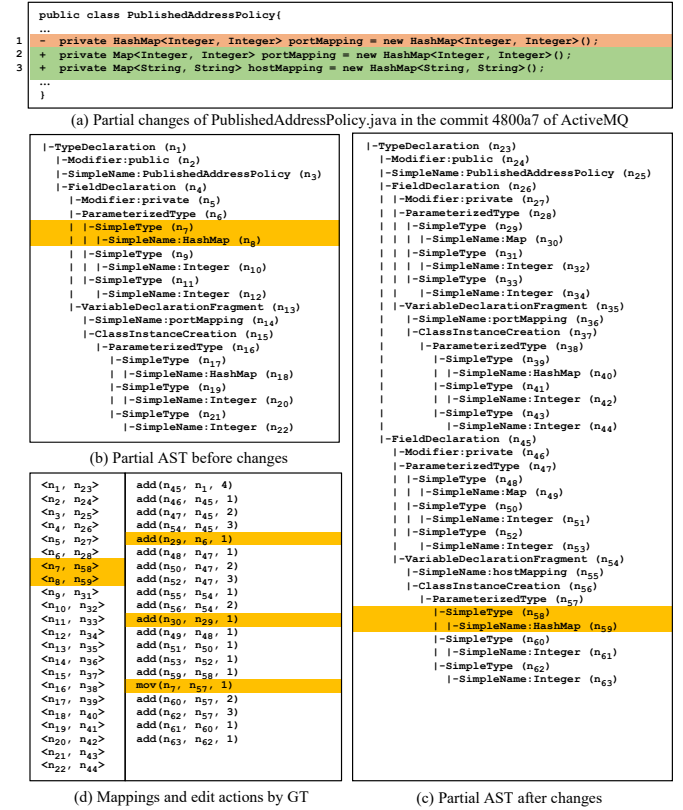 public class PublishedAddressPolicy{
...
1 - private HashMap<Integer, Integer> portMapping = new HashMap<Integer, Integer>();
2 + private Map<Integer, Integer> portMapping = new HashMap<Integer, Integer>();
3 + private Map<String, String> hostMapping = new HashMap<String, String>();
...
}
(a) Partial changes of PublishedAddressPolicy.java in the commit 4800a7 of ActiveMQ
|-TypeDeclaration (n1)
|-Modifier:public (n2)
|-SimpleName:PublishedAddressPolicy (n3)
|-FieldDeclaration (n4)
| |-Modifier:private (n5)
| |-ParameterizedType (n6)
| | |-SimpleType (n7)
| | | |-SimpleName:HashMap (n8)
| | |-SimpleType (n9)
| | | |-SimpleName:Integer (n10)
| | |-SimpleType (n11)
| | |-SimpleName:Integer (n12)
|-VariableDeclarationFragment (n13)
|-SimpleName:portMapping (n14)
|-ClassInstanceCreation (n15)
|-ParameterizedType (n16)
|-SimpleType (n17)
| |-SimpleName:HashMap (n18)
|-SimpleType (n19)
| |-SimpleName:Integer (n20)
|-SimpleType (n21)
|-SimpleName:Integer (n22)
(b) Partial AST before changes
<n1, n23>
<n2, n24>
<n3, n25>
<n4, n26>
<n5, n27>
<n6, n28>
<n7, n58>
<n8, n59>
<n9, n31>
<n10, n32>
<n11, n33>
<n12, n34>
<n13, n35>
<n14, n36>
<n15, n37>
<n16, n38>
<n17, n39>
<n18, n40>
<n19, n41>
<n20, n42>
<n21, n43>
<n22, n44>
add(n45, n1, 4)
add(n46, n45, 1)
add(n47, n45, 2)
add(n54, n45, 3)
add(n29, n6, 1)
add(n48, n47, 1)
add(n50, n47, 2)
add(n52, n47, 3)
add(n55, n54, 1)
add(n56, n54, 2)
add(n30, n29, 1)
add(n49, n48, 1)
add(n51, n50, 1)
add(n53, n52, 1)
add(n59, n58, 1)
mov(n7, n57, 1)
add(n60, n57, 2)
add(n62, n57, 3)
add(n61, n60, 1)
add(n63, n62, 1)
(d) Mappings and edit actions by GT
|-TypeDeclaration (n23)
|-Modifier:public (n24)
|-SimpleName:PublishedAddressPolicy (n25)
|-FieldDeclaration (n26)
| |-Modifier:private (n27)
| |-ParameterizedType (n28)
| | |-SimpleType (n29)
| | | |-SimpleName:Map (n30)
| | |-SimpleType (n31)
| | | |-SimpleName:Integer (n32)
| | |-SimpleType (n33)
| | |-SimpleName:Integer (n34)
| |-VariableDeclarationFragment (n35)
| |-SimpleName:portMapping (n36)
| |-ClassInstanceCreation (n37)
| |-ParameterizedType (n38)
| |-SimpleType (n39)
| | |-SimpleName:HashMap (n40)
| |-SimpleType (n41)
| | |-SimpleName:Integer (n42)
| |-SimpleType (n43)
| |-SimpleName:Integer (n44)
|-FieldDeclaration (n45)
|-Modifier:private (n46)
|-ParameterizedType (n47)
| |-SimpleType (n48)
| | |-SimpleName:Map (n49)
| |-SimpleType (n50)
| | |-SimpleName:Integer (n51)
| |-SimpleType (n52)
| |-SimpleName:Integer (n53)
|-VariableDeclarationFragment (n54)
|-SimpleName:hostMapping (n55)
|-ClassInstanceCreation (n56)
|-ParameterizedType (n57)
|-SimpleType (n58)
| |-SimpleName:HashMap (n59)
|-SimpleType (n60)
| |-SimpleName:Integer (n61)
|-SimpleType (n62)
|-SimpleName:Integer (n63)
(c) Partial AST after changes